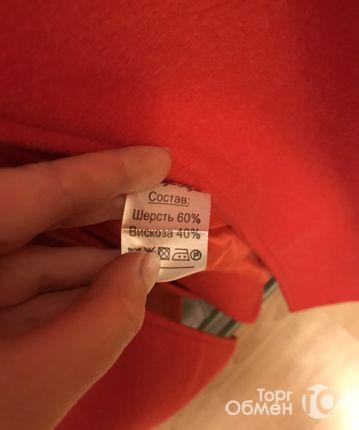 Состав:
Шерсть 60%
Вискоза 40%
Торг
Обмен